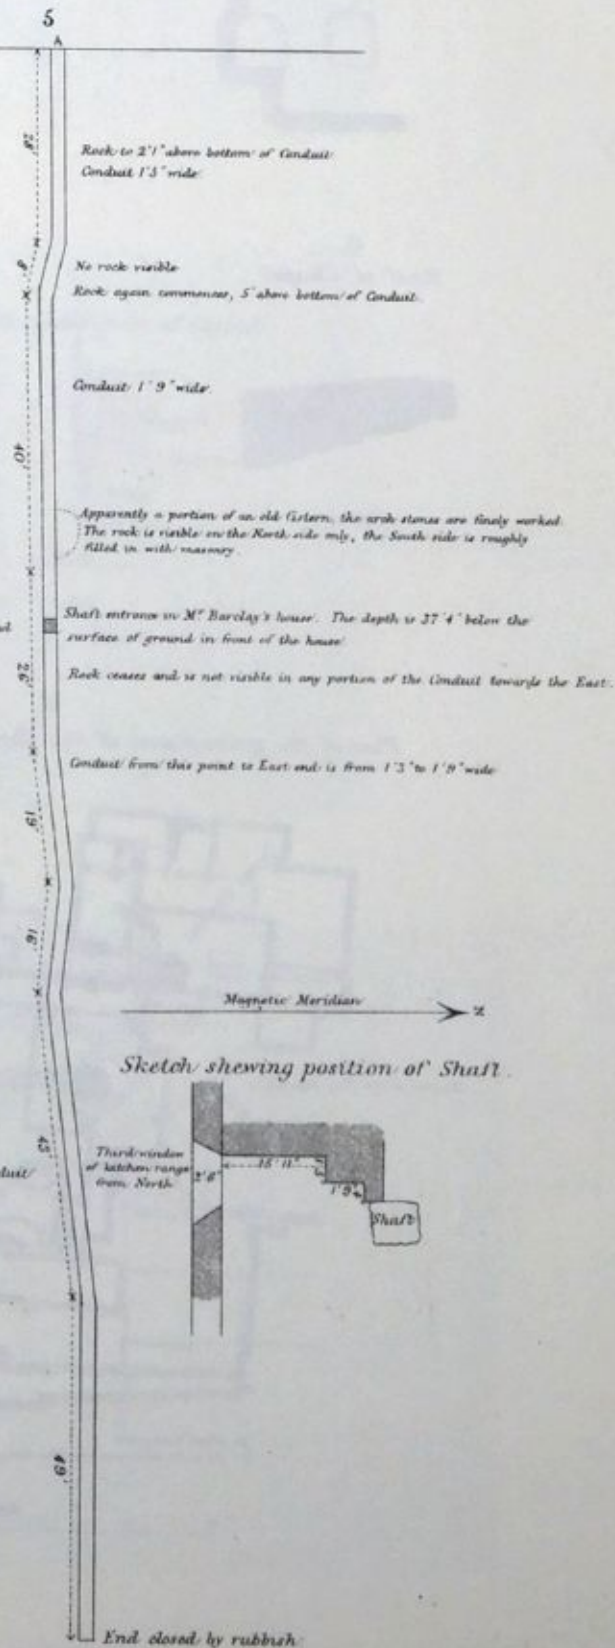 5
A
28'
Rock to 2' 1" above bottom of Conduit
Conduit 1' 3" wide
8'
No rock visible
Rock again commences, 5' above bottom of Conduit.
Conduit 1' 9" wide.
40'
Apparently a portion of an old Cistern, the arch stones are finely worked.
The rock is visible on the North side only, the South side is roughly
filled in with masonry.
Shaft entrance in Mr Barclay's house. The depth is 37' 4" below the
surface of ground in front of the house.
26'
Rock ceases and is not visible in any portion of the Conduit towards the East.
Conduit from this point to East end is from 1' 3" to 1' 9" wide
19'
16'
Magnetic Meridian
N
Sketch shewing position of Shaft.
45'
Third window
of kitchen range
from North
2' 6"
15' 11"
1' 9"
Shaft
49'
End closed by rubbish